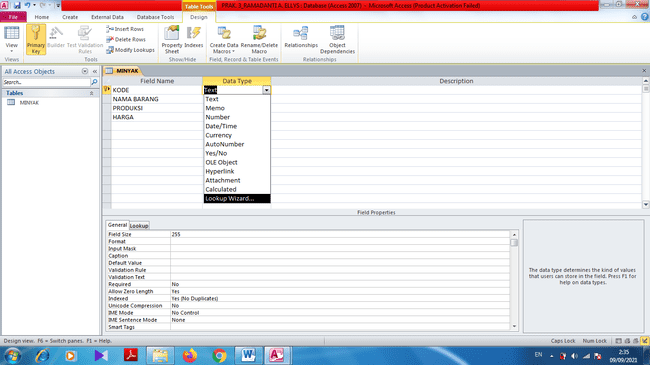 Table Tools
PRAK. 3_RAMADANTEA_ELLYS : Database (Access 2007) - Microsoft Access (Product Activation Failed)
File Home Create External Data Database Tools Design
View
Primary Key
Builder
Test Validation Rules
Insert Rows
Delete Rows
Modify Lookups
Property Sheet
Indexes
Create Data Macros
Rename/Delete Macro
Relationships
Object Dependencies
Views Tools Show/Hide Field, Record & Table Events Relationships
All Access Objects
Search...
Tables
MINYAK
MINYAK
Field Name Data Type Description
KODE Text
NAMA BARANG
PRODUKSI
HARGA
Text
Memo
Number
Date/Time
Currency
AutoNumber
Yes/No
OLE Object
Hyperlink
Attachment
Calculated
Lookup Wizard...
Field Properties
General Lookup
Field Size 255
Format
Input Mask
Caption
Default Value
Validation Rule
Validation Text
Required No
Allow Zero Length Yes
Indexed Yes (No Duplicates)
Unicode Compression No
IME Mode No Control
IME Sentence Mode None
Smart Tags
The data type determines the kind of values
that users can store in the field. Press F1 for
help on data types.
Design view. F6 = Switch panes. F1 = Help.
Caps Lock Num Lock
EN
2:35
09/09/2021